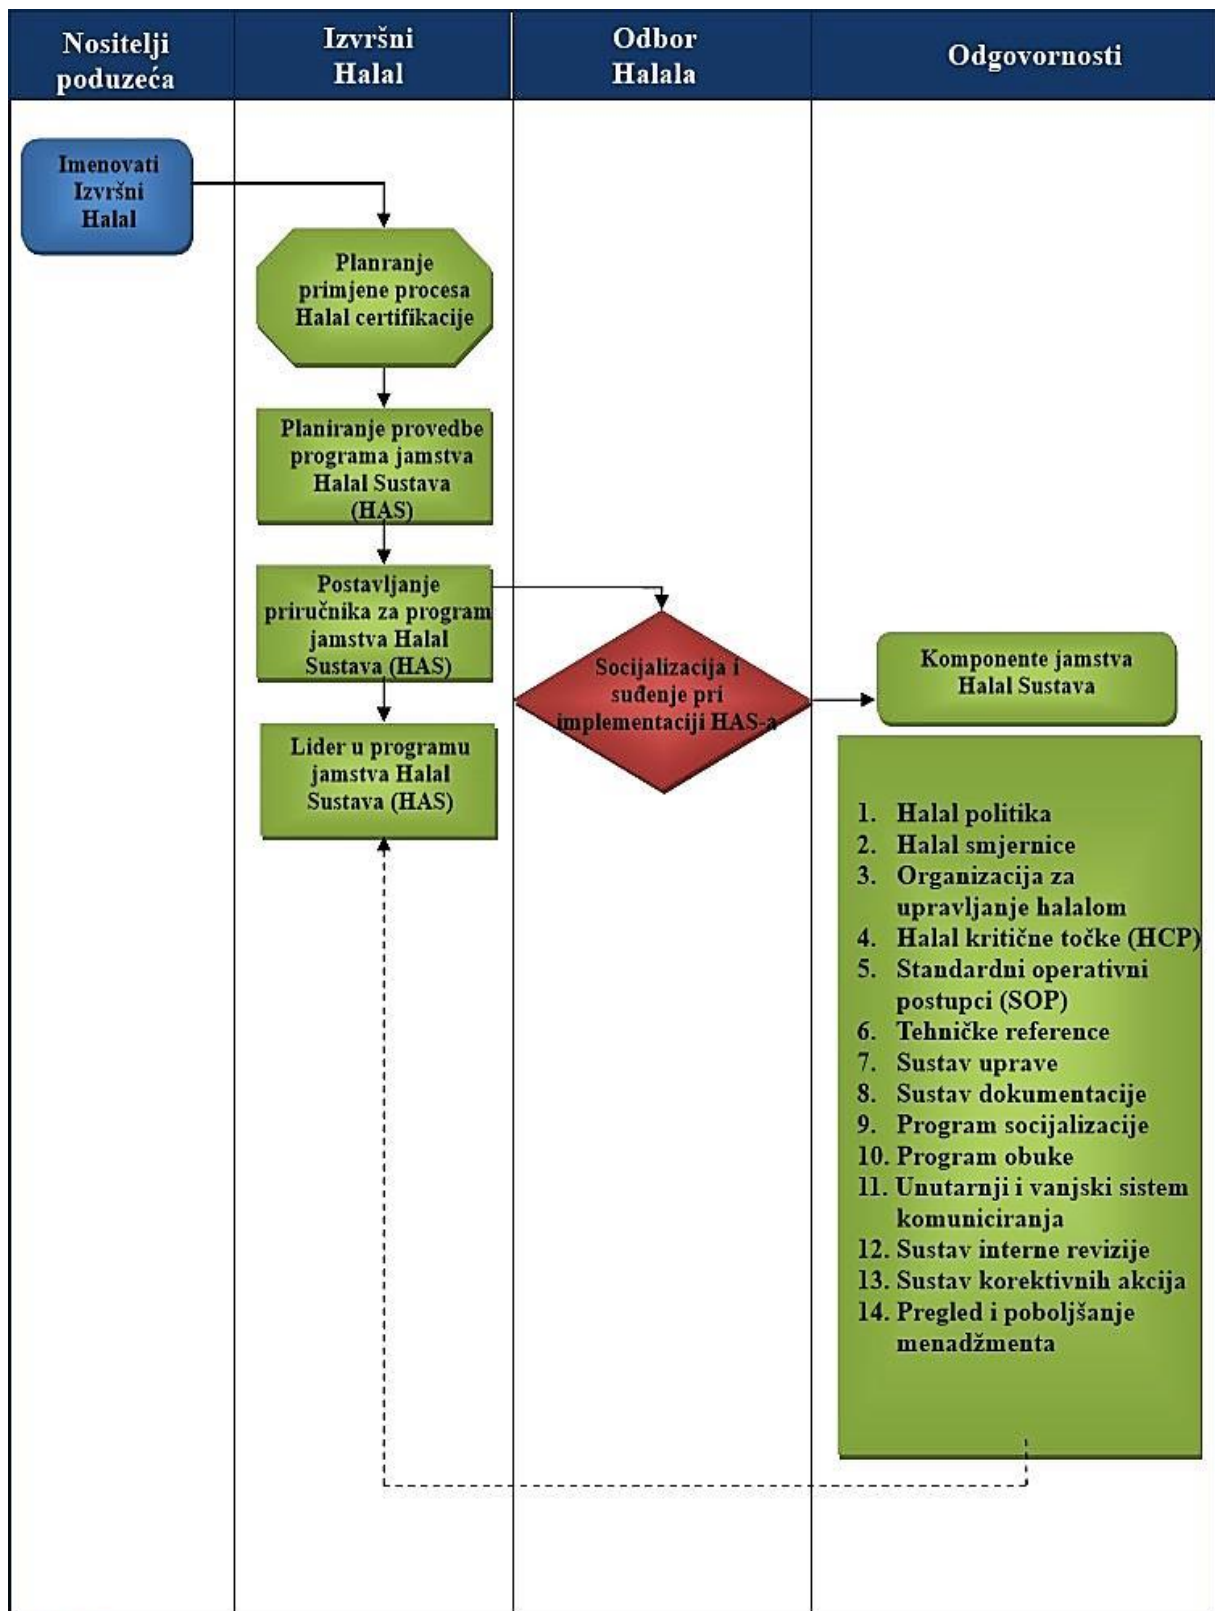 Nositelji
poduzeća
Izvršni
Halal
Odbor
Halala
Odgovornosti
Imenovati
Izvršni
Halal
Planranje
primjene procesa
Halal certifikacije
Planiranje provedbe
programa jamstva
Halal Sustava
(HAS)
Postavljanje
priručnika za program
jamstva Halal
Sustava (HAS)
Lider u programu
jamstva Halal
Sustava (HAS)
Socijalizacija i
suđenje pri
implementaciji HAS-a
Komponente jamstva
Halal Sustava
1. Halal politika
2. Halal smjernice
3. Organizacija za
upravljanje halalom
4. Halal kritične točke (HCP)
5. Standardni operativni
postupci (SOP)
6. Tehničke reference
7. Sustav uprave
8. Sustav dokumentacije
9. Program socijalizacije
10. Program obuke
11. Unutarnji i vanjski sistem
komuniciranja
12. Sustav interne revizije
13. Sustav korektivnih akcija
14. Pregled i poboljšanje
menadžmenta